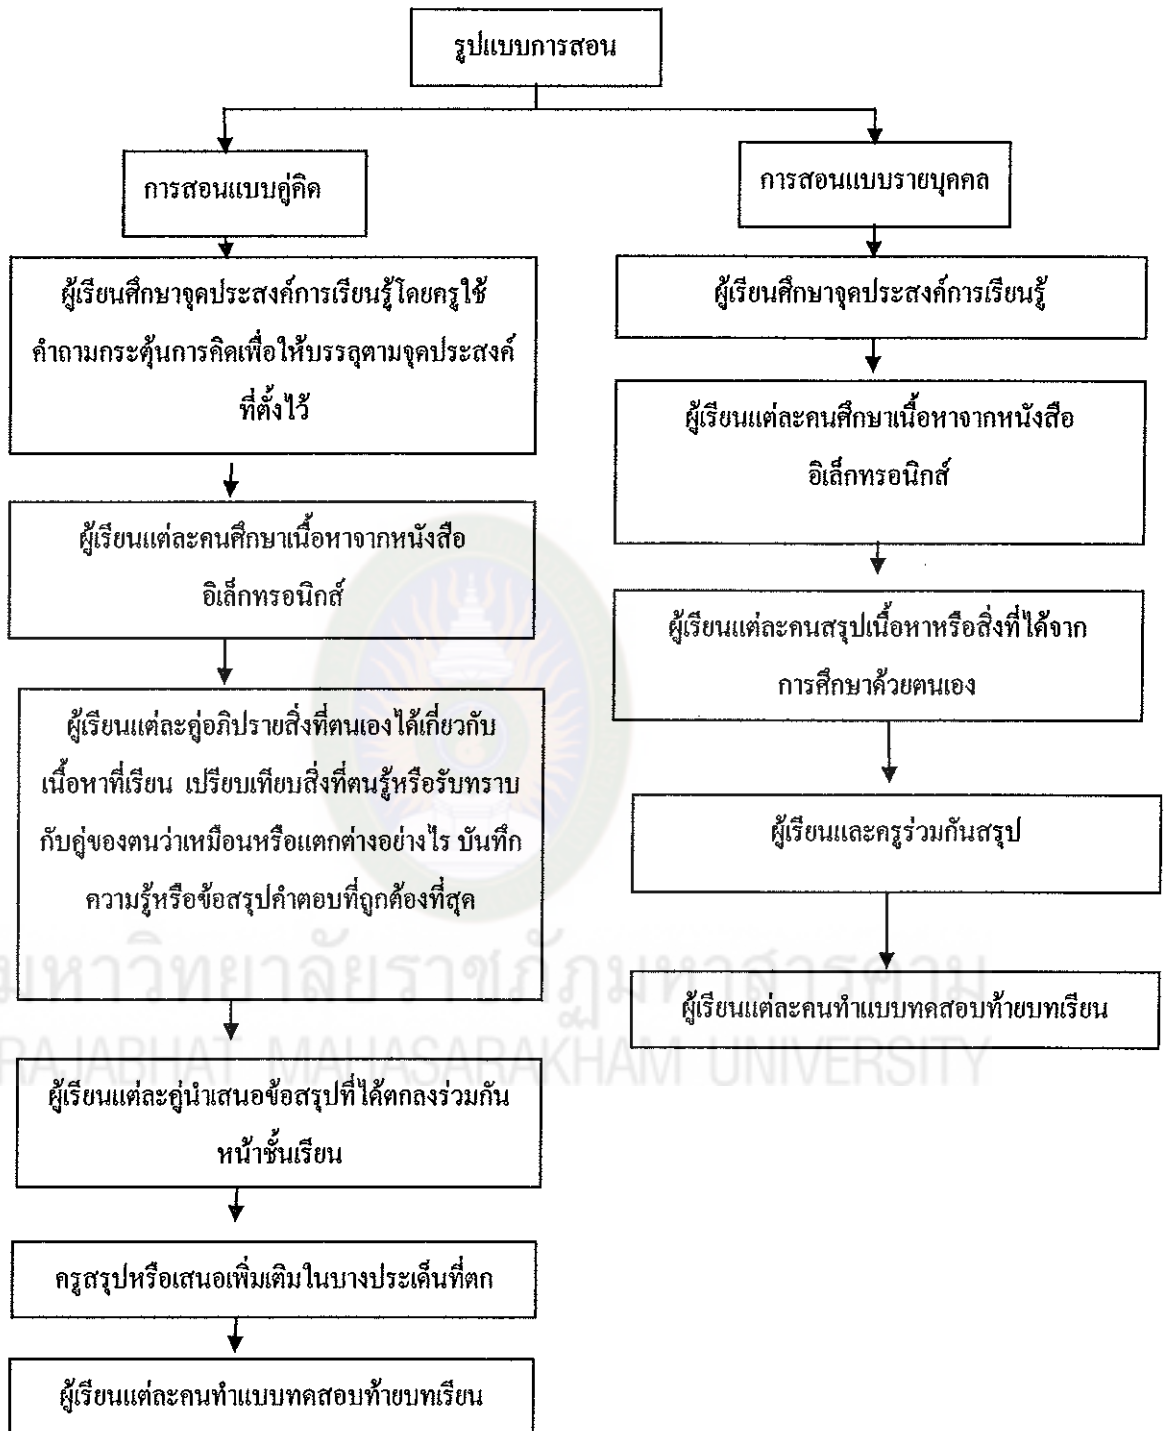 รูปแบบการสอน
การสอนแบบคู่คิด
ผู้เรียนศึกษาจุดประสงค์การเรียนรู้โดยครูใช้
คำถามกระตุ้นการคิดเพื่อให้บรรลุตามจุดประสงค์
ที่ตั้งไว้
ผู้เรียนแต่ละคนศึกษาเนื้อหาจากหนังสือ
อิเล็กทรอนิกส์
ผู้เรียนแต่ละคู่อภิปรายสิ่งที่ตนเองได้เกี่ยวกับ
เนื้อหาที่เรียน เปรียบเทียบสิ่งที่ตนรู้หรือรับทราบ
กับคู่ของตนว่าเหมือนหรือแตกต่างอย่างไร บันทึก
ความรู้หรือข้อสรุปคำตอบที่ถูกต้องที่สุด
ผู้เรียนแต่ละคู่นำเสนอข้อสรุปที่ได้ตกลงร่วมกัน
หน้าชั้นเรียน
ครูสรุปหรือเสนอเพิ่มเติมในบางประเด็นที่ตก
ผู้เรียนแต่ละคนทำแบบทดสอบท้ายบทเรียน
การสอนแบบรายบุคคล
ผู้เรียนศึกษาจุดประสงค์การเรียนรู้
ผู้เรียนแต่ละคนศึกษาเนื้อหาจากหนังสือ
อิเล็กทรอนิกส์
ผู้เรียนแต่ละคนสรุปเนื้อหาหรือสิ่งที่ได้จาก
การศึกษาด้วยตนเอง
ผู้เรียนและครูร่วมกันสรุป
ผู้เรียนแต่ละคนทำแบบทดสอบท้ายบทเรียน
มหาวิทยาลัยราชภัฏมหาสารคาม
RAJABHAT MAHASARAKHAM UNIVERSITY